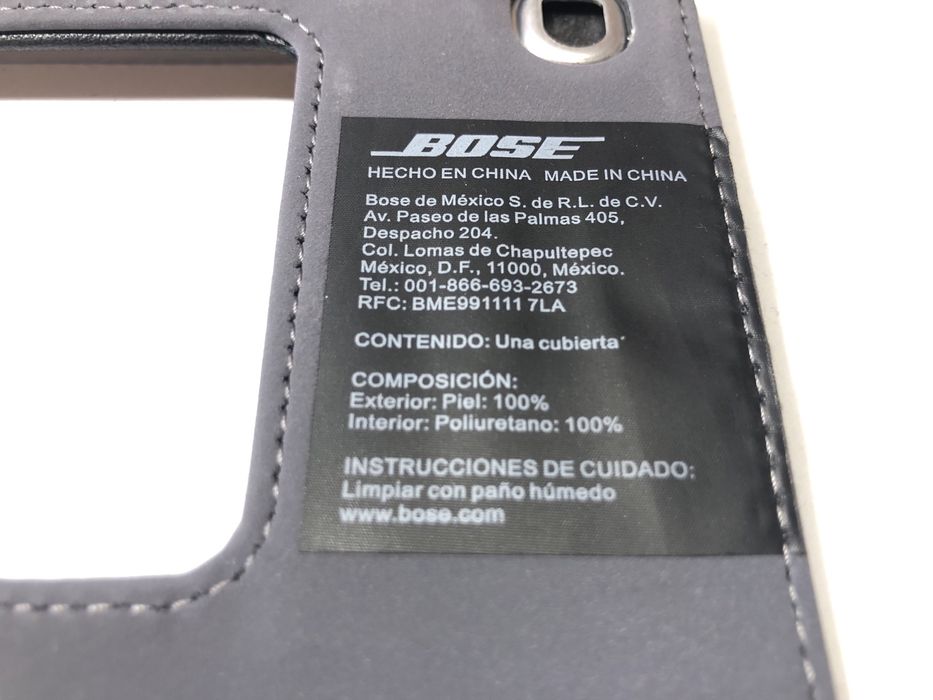 BOSE
HECHO EN CHINA MADE IN CHINA
Bose de México S. de R.L. de C.V.
Av. Paseo de las Palmas 405,
Despacho 204.
Col. Lomas de Chapultepec
México, D.F., 11000, México.
Tel.: 001-866-693-2673
RFC: BME991111 7LA
CONTENIDO: Una cubierta
COMPOSICIÓN:
Exterior: Piel: 100%
Interior: Poliuretano: 100%
INSTRUCCIONES DE CUIDADO:
Limpiar con paño húmedo
www.bose.com